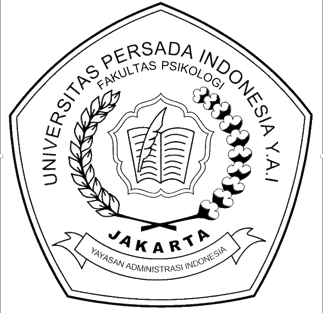 UNIVERSITAS PERSADA INDONESIA Y.A.I
FAKULTAS PSIKOLOGI
JAKARTA
YAYASAN ADMINISTRASI INDONESIA